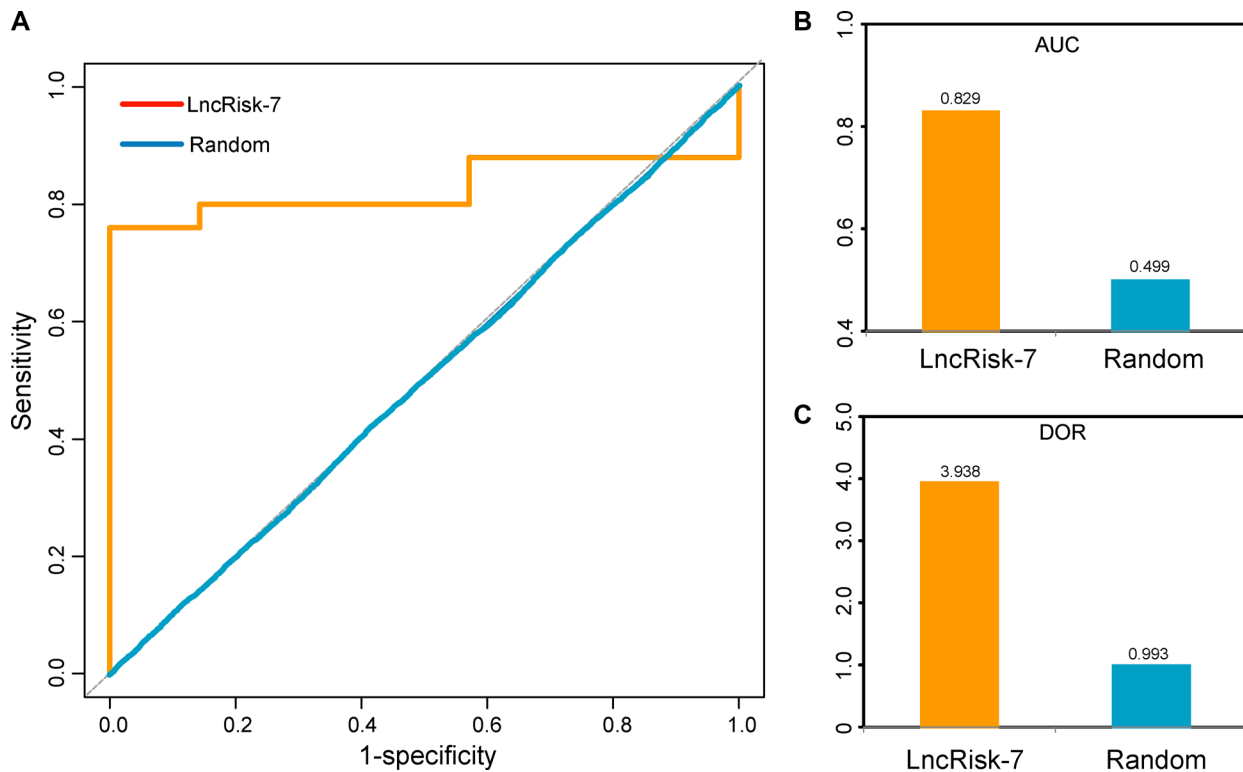 A
LncRisk-7
Random
Sensitivity
1.0
0.8
0.6
0.4
0.2
0.0
0.0 0.2 0.4 0.6 0.8 1.0
1-specificity
B
AUC
1.0
0.8
0.6
0.4
0.829
0.499
LncRisk-7 Random
C
DOR
5.0
4.0
3.0
2.0
1.0
0
3.938
0.993
LncRisk-7 Random